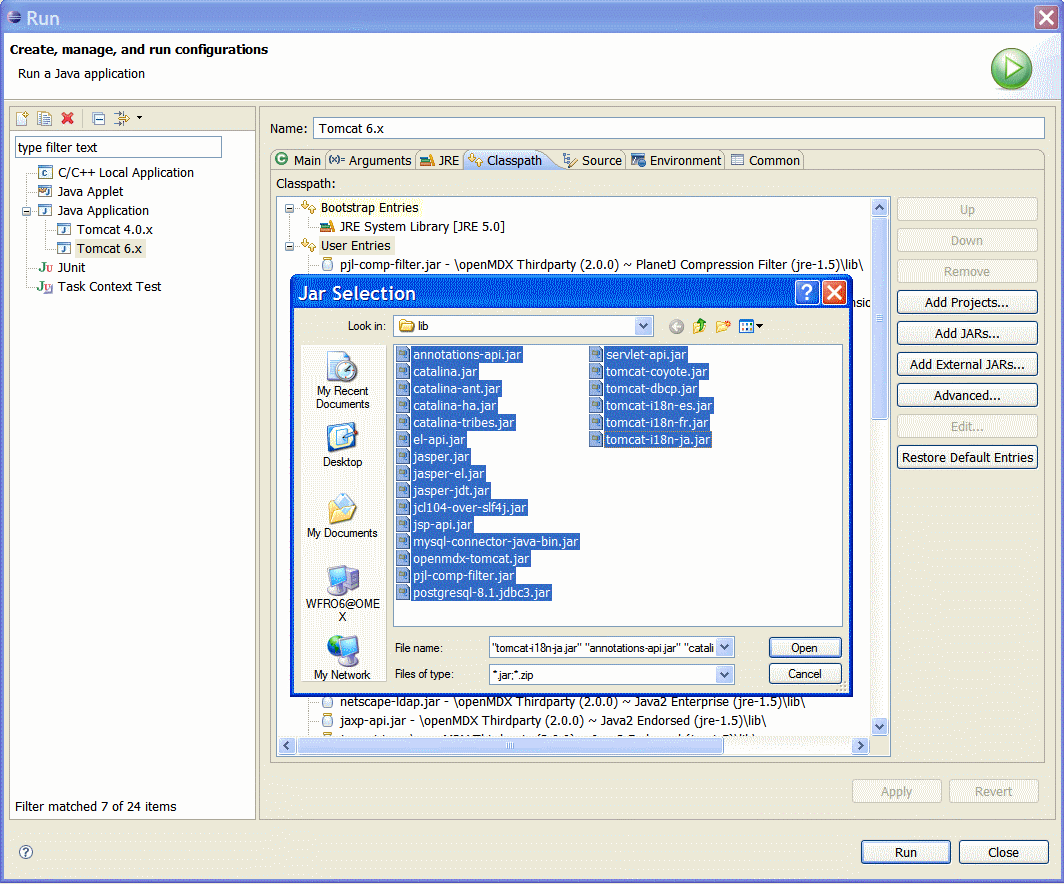 Run
Create, manage, and run configurations
Run a Java application
type filter text
C/C++ Local Application
Java Applet
Java Application
Tomcat 4.0.x
Tomcat 6.x
JUnit
Task Context Test
Filter matched 7 of 24 items
Name: Tomcat 6.x
Main (x)= Arguments JRE Classpath Source Environment Common
Classpath:
Bootstrap Entries
JRE System Library [JRE 5.0]
User Entries
pjl-comp-filter.jar - \openMDX Thirdparty (2.0.0) ~ PlanetJ Compression Filter (jre-1.5)\lib\
Jar Selection
Look in: lib
My Recent Documents
Desktop
My Documents
WFRO6@OMEX
My Network
annotations-api.jar
catalina.jar
catalina-ant.jar
catalina-ha.jar
catalina-tribes.jar
el-api.jar
jasper.jar
jasper-el.jar
jasper-jdt.jar
jcl104-over-slf4j.jar
jsp-api.jar
mysql-connector-java-bin.jar
openmdx-tomcat.jar
pjl-comp-filter.jar
postgresql-8.1.jdbc3.jar
servlet-api.jar
tomcat-coyote.jar
tomcat-dbcp.jar
tomcat-i18n-es.jar
tomcat-i18n-fr.jar
tomcat-i18n-ja.jar
File name: "tomcat-i18n-ja.jar" "annotations-api.jar" "catali
Open
Files of type: *.jar;*.zip
Cancel
netscape-ldap.jar - \openMDX Thirdparty (2.0.0) ~ Java2 Enterprise (jre-1.5)\lib\
jaxp-api.jar - \openMDX Thirdparty (2.0.0) ~ Java2 Endorsed (jre-1.5)\lib\
Up
Down
Remove
Add Projects...
Add JARs...
Add External JARs...
Advanced...
Edit...
Restore Default Entries
Apply
Revert
?
Run
Close